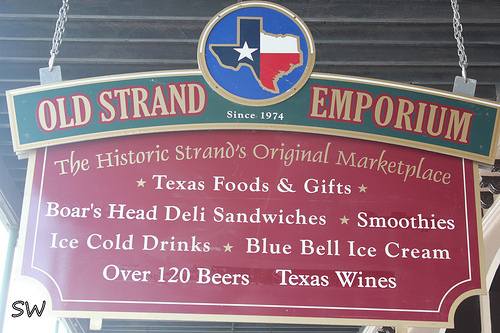 OLD STRAND EMPORIUM
Since 1974
The Historic Strand's Original Marketplace
Texas Foods & Gifts
Boar's Head Deli Sandwiches ★ Smoothies
Ice Cold Drinks ★ Blue Bell Ice Cream
Over 120 Beers Texas Wines
SW